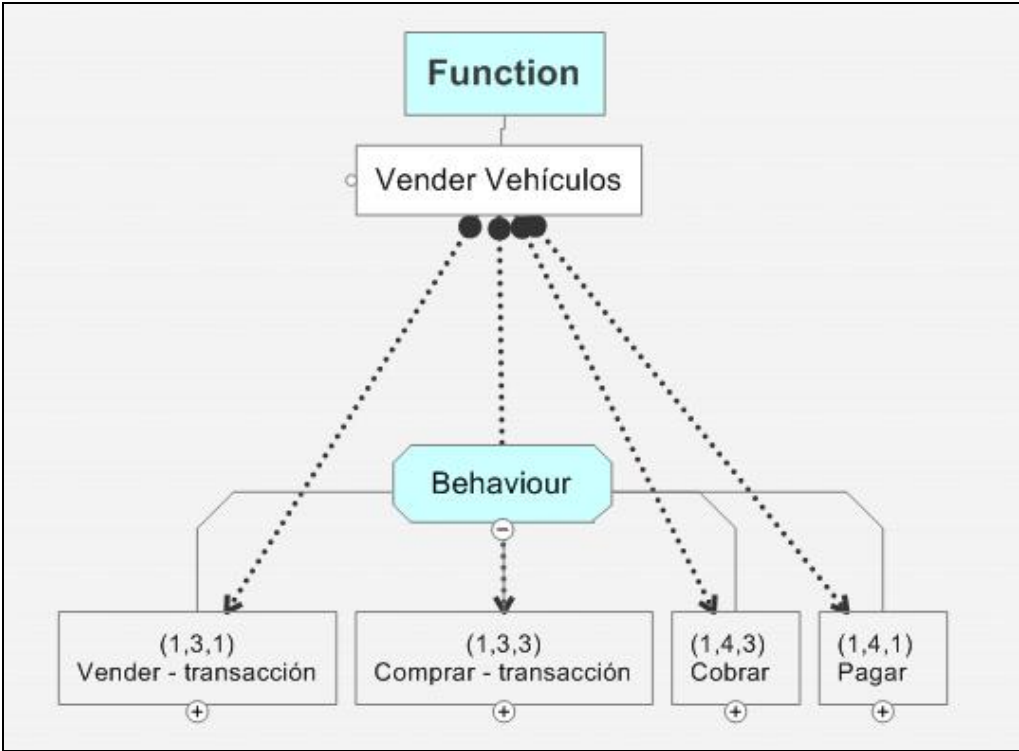 Function
Vender Vehículos
Behaviour
(1,3,1)
Vender - transacción
(1,3,3)
Comprar - transacción
(1,4,3)
Cobrar
(1,4,1)
Pagar